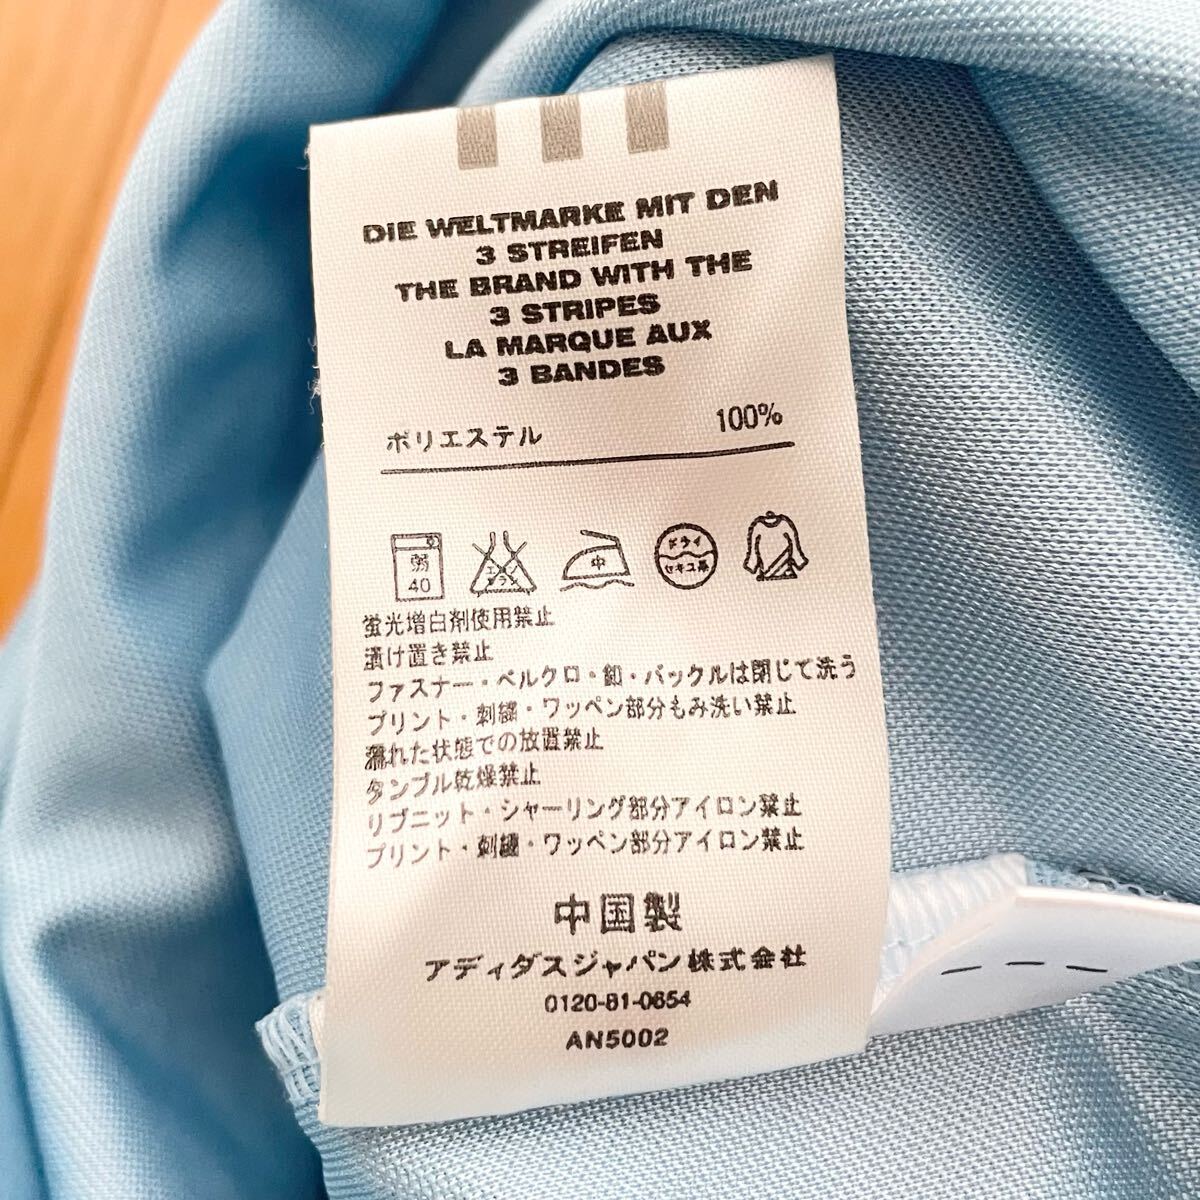 DIE WELTMARKE MIT DEN
3 STREIFEN
THE BRAND WITH THE
3 STRIPES
LA MARQUE AUX
3 BANDES
ポリエステル 100%
弱 40
エンソサラシ
中
ドライ セキユ系
蛍光増白剤使用禁止
漬け置き禁止
ファスナー・ベルクロ・釦・バックルは閉じて洗う
プリント・刺繍・ワッペン部分もみ洗い禁止
濡れた状態での放置禁止
タンブル乾燥禁止
リブニット・シャーリング部分アイロン禁止
プリント・刺繍・ワッペン部分アイロン禁止
中国製
アディダスジャパン株式会社
0120-81-0654
AN5002